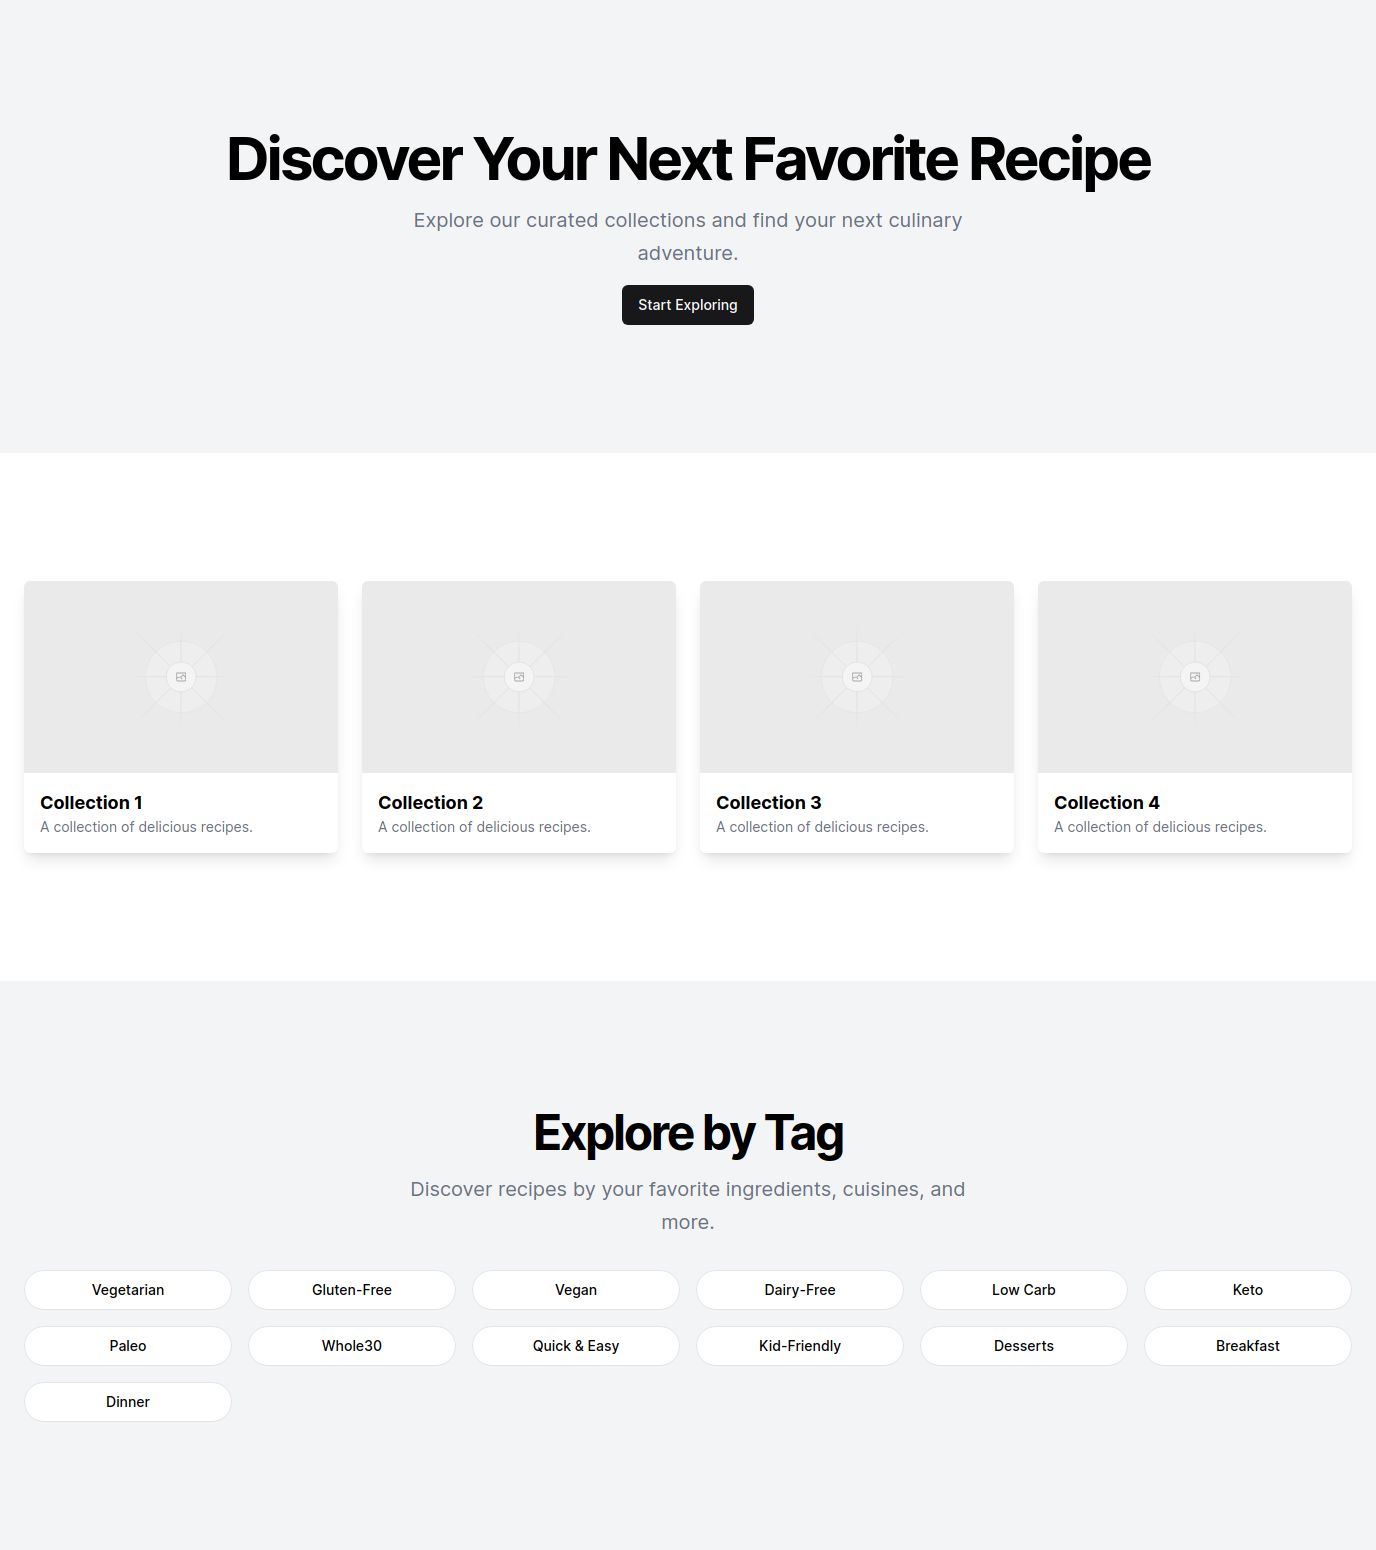 Discover Your Next Favorite Recipe
Explore our curated collections and find your next culinary
adventure.
Start Exploring
Collection 1
A collection of delicious recipes.
Collection 2
A collection of delicious recipes.
Collection 3
A collection of delicious recipes.
Collection 4
A collection of delicious recipes.
Explore by Tag
Discover recipes by your favorite ingredients, cuisines, and
more.
Vegetarian
Gluten-Free
Vegan
Dairy-Free
Low Carb
Keto
Paleo
Whole30
Quick & Easy
Kid-Friendly
Desserts
Breakfast
Dinner